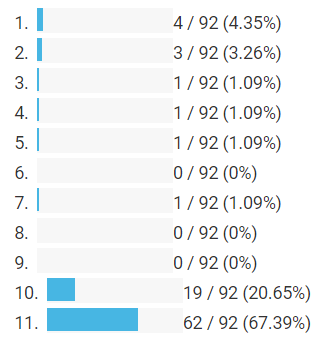 1. 4 / 92 (4.35%)
2. 3 / 92 (3.26%)
3. 1 / 92 (1.09%)
4. 1 / 92 (1.09%)
5. 1 / 92 (1.09%)
6. 0 / 92 (0%)
7. 1 / 92 (1.09%)
8. 0 / 92 (0%)
9. 0 / 92 (0%)
10. 19 / 92 (20.65%)
11. 62 / 92 (67.39%)